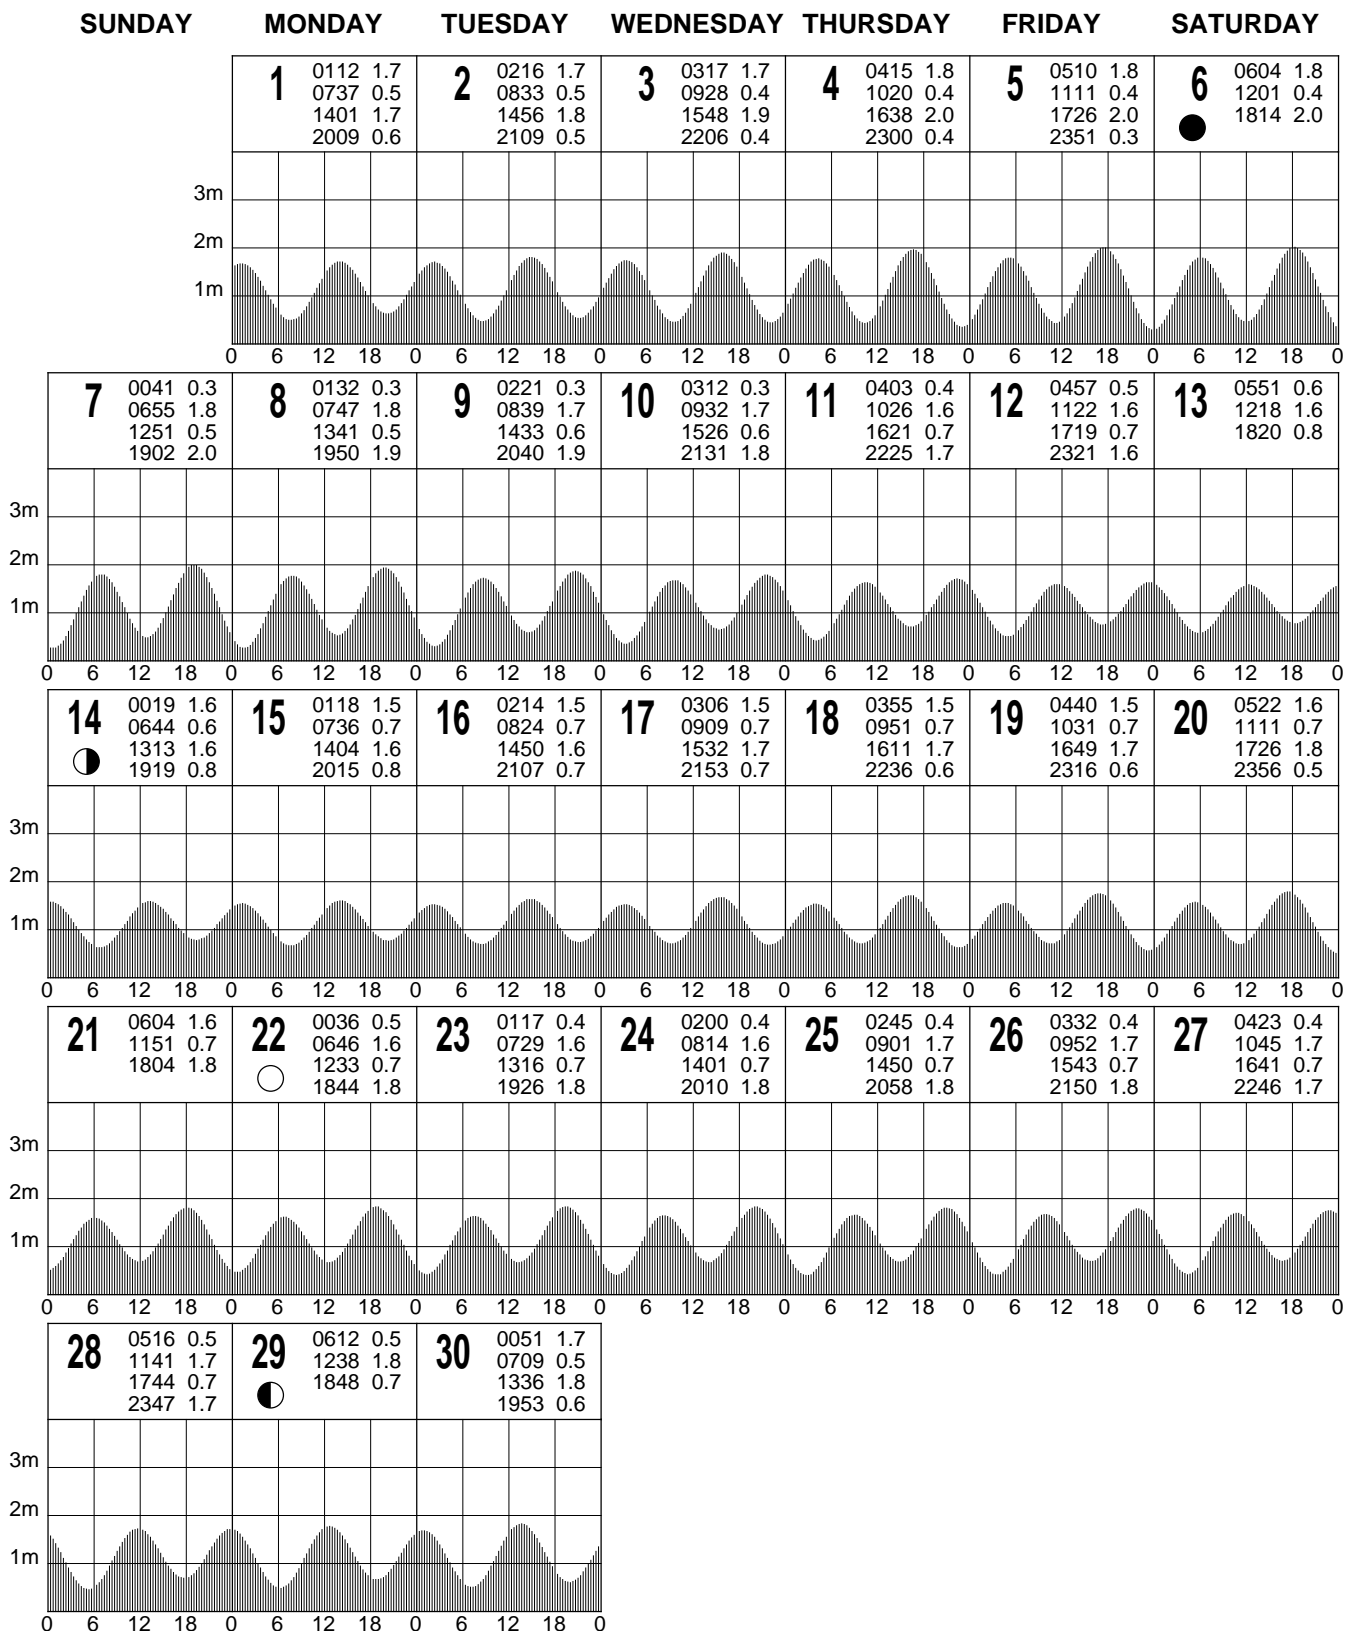 SUNDAY MONDAY TUESDAY WEDNESDAY THURSDAY FRIDAY SATURDAY
1 0112 1.7
0737 0.5
1401 1.7
2009 0.6
2 0216 1.7
0833 0.5
1456 1.8
2109 0.5
3 0317 1.7
0928 0.4
1548 1.9
2206 0.4
4 0415 1.8
1020 0.4
1638 2.0
2300 0.4
5 0510 1.8
1111 0.4
1726 2.0
2351 0.3
6 0604 1.8
1201 0.4
1814 2.0
3m
2m
1m
0 6 12 18 0 6 12 18 0 6 12 18 0 6 12 18 0 6 12 18 0 6 12 18 0
7 0041 0.3
0655 1.8
1251 0.5
1902 2.0
8 0132 0.3
0747 1.8
1341 0.5
1950 1.9
9 0221 0.3
0839 1.7
1433 0.6
2040 1.9
10 0312 0.3
0932 1.7
1526 0.6
2131 1.8
11 0403 0.4
1026 1.6
1621 0.7
2225 1.7
12 0457 0.5
1122 1.6
1719 0.7
2321 1.6
13 0551 0.6
1218 1.6
1820 0.8
3m
2m
1m
0 6 12 18 0 6 12 18 0 6 12 18 0 6 12 18 0 6 12 18 0 6 12 18 0 6 12 18 0
14 0019 1.6
0644 0.6
1313 1.6
1919 0.8
15 0118 1.5
0736 0.7
1404 1.6
2015 0.8
16 0214 1.5
0824 0.7
1450 1.6
2107 0.7
17 0306 1.5
0909 0.7
1532 1.7
2153 0.7
18 0355 1.5
0951 0.7
1611 1.7
2236 0.6
19 0440 1.5
1031 0.7
1649 1.7
2316 0.6
20 0522 1.6
1111 0.7
1726 1.8
2356 0.5
3m
2m
1m
0 6 12 18 0 6 12 18 0 6 12 18 0 6 12 18 0 6 12 18 0 6 12 18 0 6 12 18 0
21 0604 1.6
1151 0.7
1804 1.8
22 0036 0.5
0646 1.6
1233 0.7
1844 1.8
23 0117 0.4
0729 1.6
1316 0.7
1926 1.8
24 0200 0.4
0814 1.6
1401 0.7
2010 1.8
25 0245 0.4
0901 1.7
1450 0.7
2058 1.8
26 0332 0.4
0952 1.7
1543 0.7
2150 1.8
27 0423 0.4
1045 1.7
1641 0.7
2246 1.7
3m
2m
1m
0 6 12 18 0 6 12 18 0 6 12 18 0 6 12 18 0 6 12 18 0 6 12 18 0 6 12 18 0
28 0516 0.5
1141 1.7
1744 0.7
2347 1.7
29 0612 0.5
1238 1.8
1848 0.7
30 0051 1.7
0709 0.5
1336 1.8
1953 0.6
3m
2m
1m
0 6 12 18 0 6 12 18 0 6 12 18 0